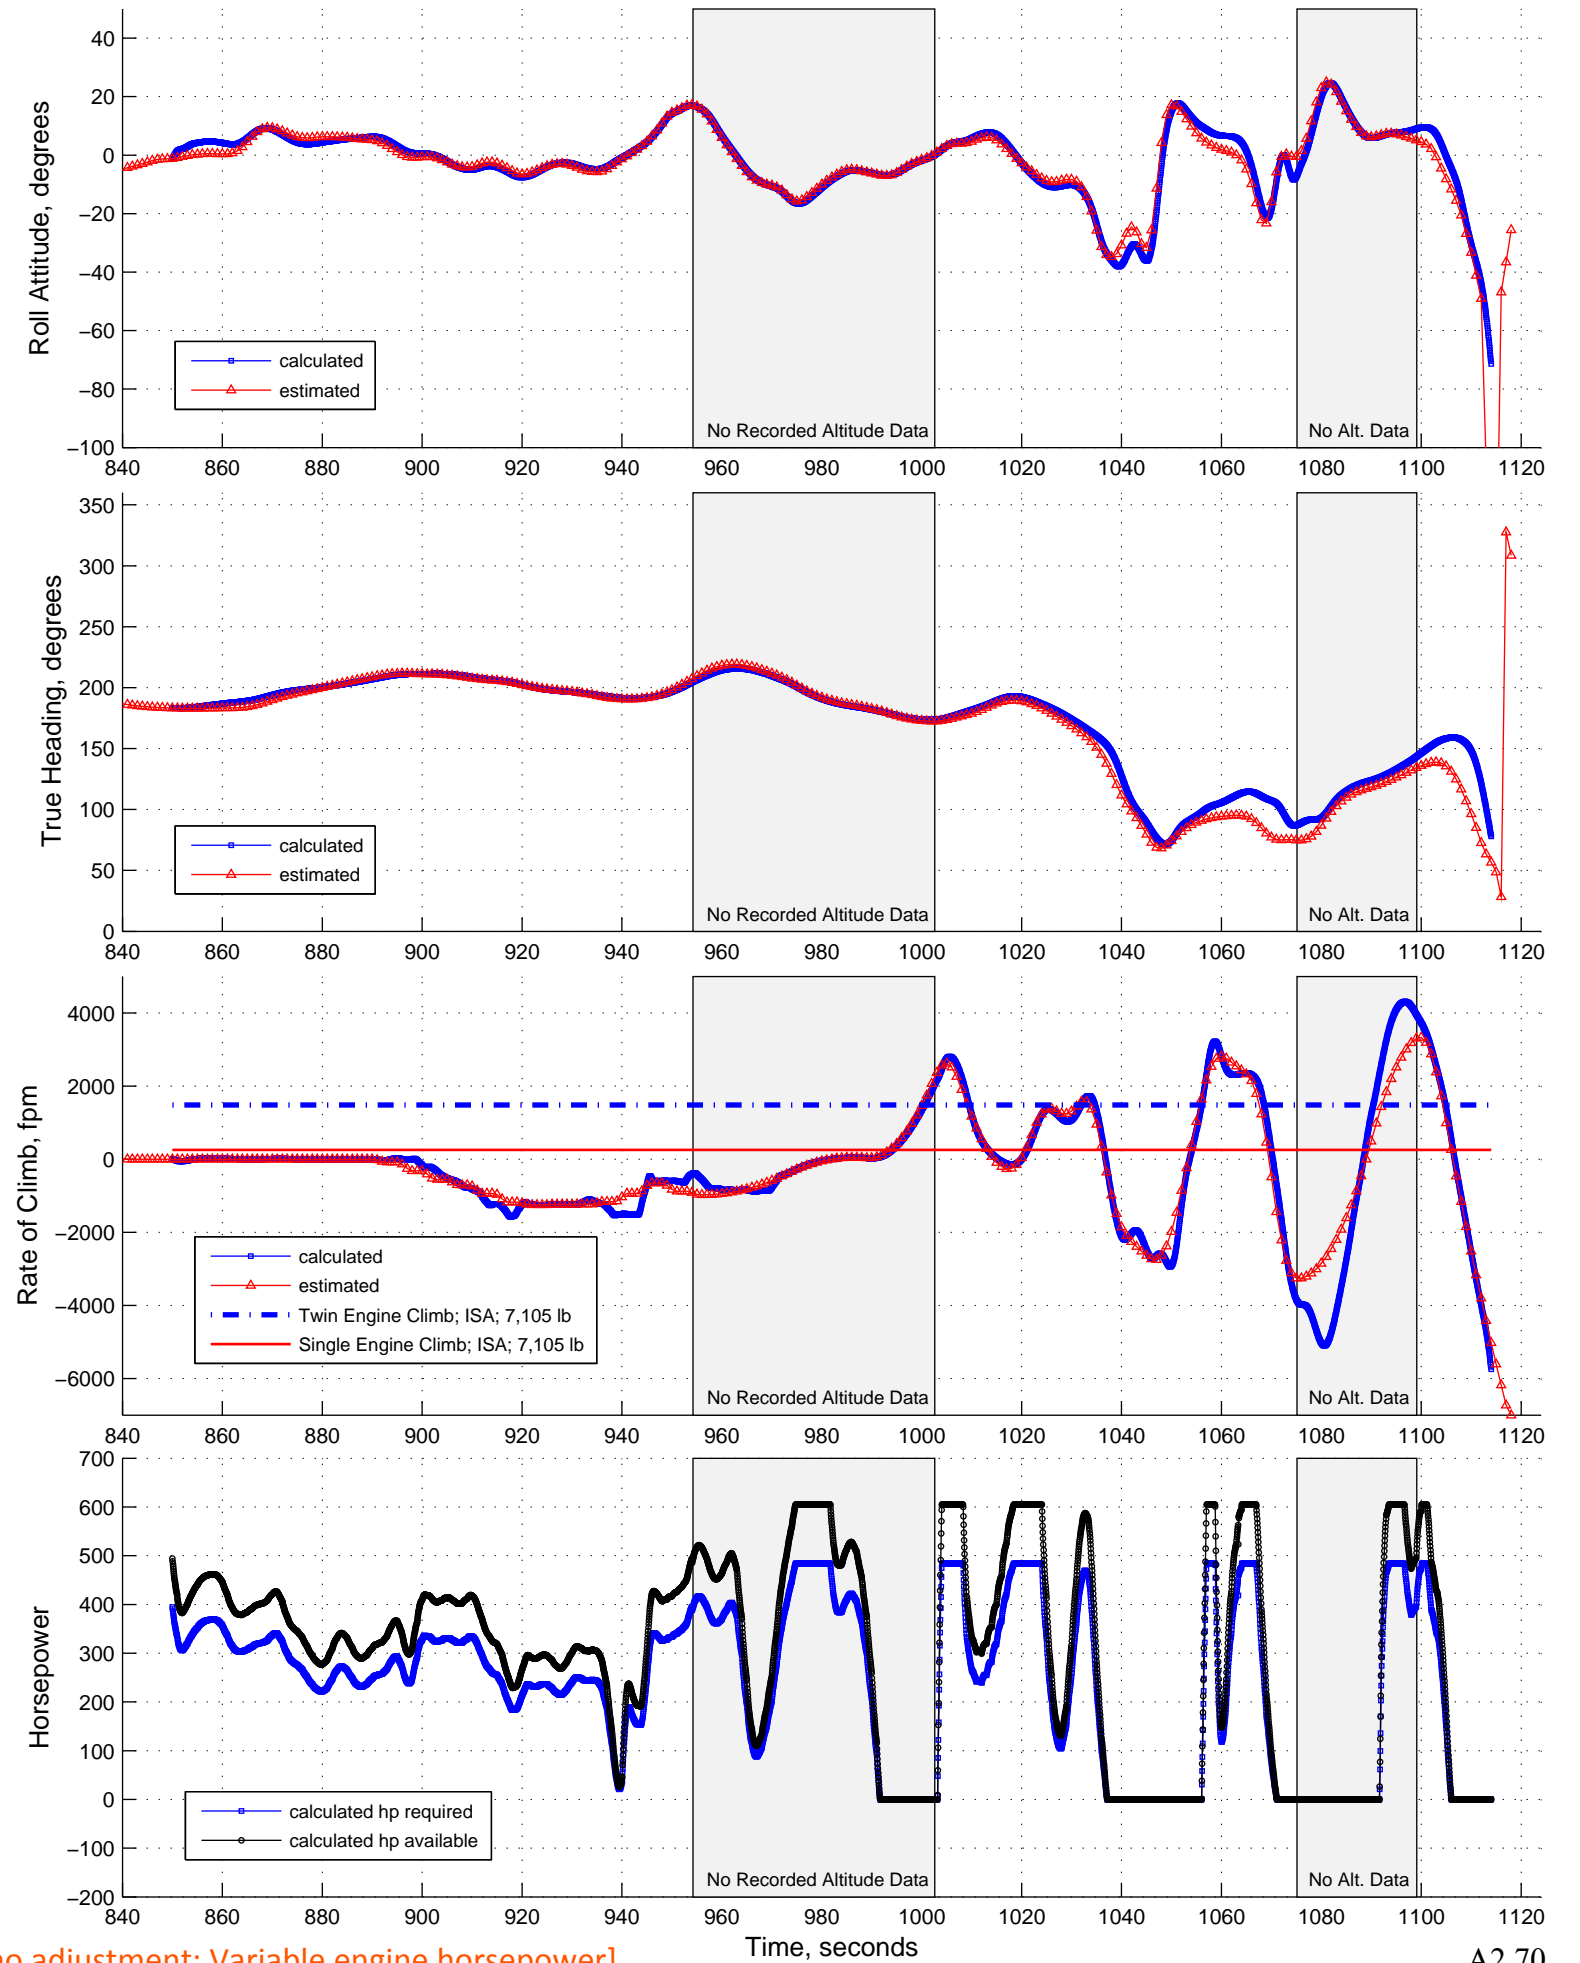 40
20
0
−20
−40
−60
−80
−100
Roll Attitude, degrees
calculated
estimated
No Recorded Altitude Data
No Alt. Data
840 860 880 900 920 940 960 980 1000 1020 1040 1060 1080 1100 1120
350
300
250
200
150
100
50
0
True Heading, degrees
calculated
estimated
No Recorded Altitude Data
No Alt. Data
840 860 880 900 920 940 960 980 1000 1020 1040 1060 1080 1100 1120
4000
2000
0
−2000
−4000
−6000
Rate of Climb, fpm
calculated
estimated
Twin Engine Climb; ISA; 7,105 lb
Single Engine Climb; ISA; 7,105 lb
No Recorded Altitude Data
No Alt. Data
840 860 880 900 920 940 960 980 1000 1020 1040 1060 1080 1100 1120
700
600
500
400
300
200
100
0
−100
−200
Horsepower
calculated hp required
calculated hp available
No Recorded Altitude Data
No Alt. Data
840 860 880 900 920 940 960 980 1000 1020 1040 1060 1080 1100 1120
Time, seconds
no adjustment; Variable engine horsepower]
A2.70